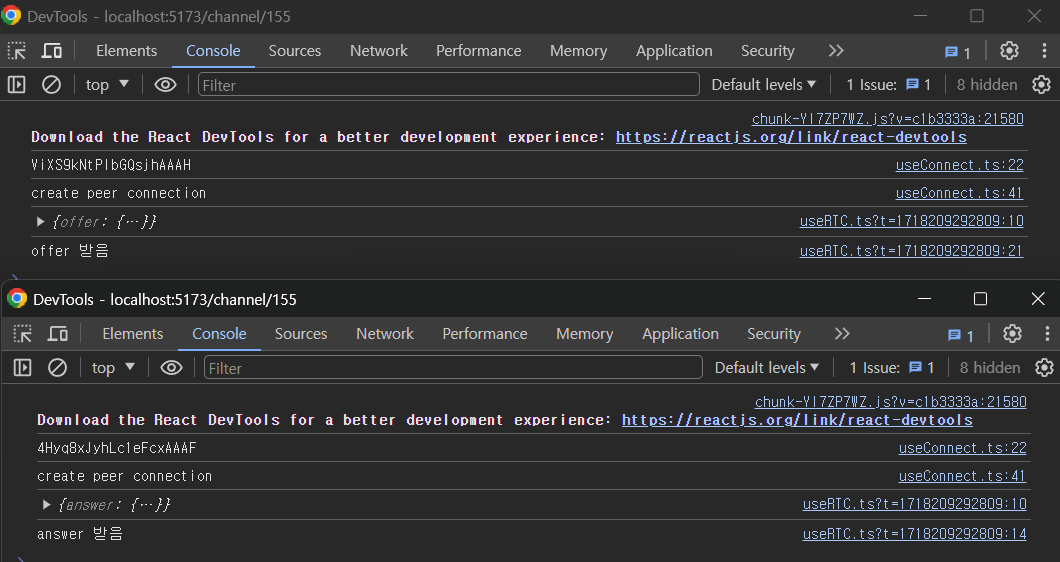 DevTools - localhost:5173/channel/155
Elements Console Sources Network Performance Memory Application Security
top Filter Default levels 1 Issue: 1 8 hidden
chunk-YI7ZP7WZ.js?v=c1b3333a:21580
Download the React DevTools for a better development experience: https://reactjs.org/link/react-devtools
ViXS9kNtPlbGQsjhAAAH useConnect.ts:22
create peer connection useConnect.ts:41
{offer: {…}} useRTC.ts?t=1718209292809:10
offer 받음 useRTC.ts?t=1718209292809:21
DevTools - localhost:5173/channel/155
Elements Console Sources Network Performance Memory Application Security 1
top Filter Default levels 1 Issue: 1 8 hidden
chunk-YI7ZP7WZ.js?v=c1b3333a:21580
Download the React DevTools for a better development experience: https://reactjs.org/link/react-devtools
4Hyq8xJyhLc1eFcxAAAF useConnect.ts:22
create peer connection useConnect.ts:41
{answer: {…}} useRTC.ts?t=1718209292809:10
answer 받음 useRTC.ts?t=1718209292809:14